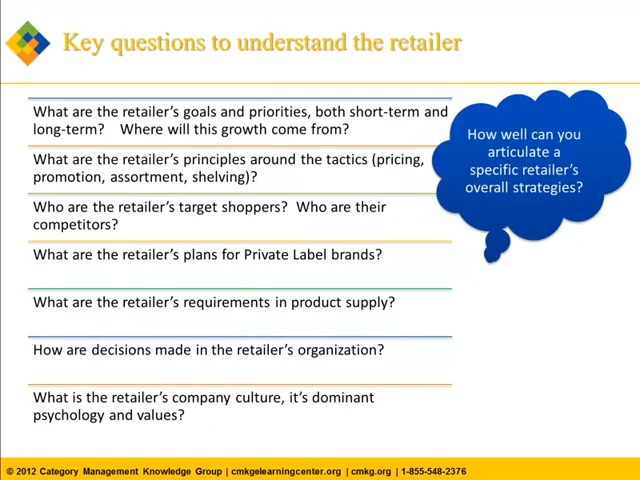 Key questions to understand the retailer
What are the retailer's goals and priorities, both short-term and
long-term?   Where will this growth come from?
What are the retailer's principles around the tactics (pricing,
promotion, assortment, shelving)?
Who are the retailer's target shoppers?  Who are their
competitors?
What are the retailer's plans for Private Label brands?
What are the retailer's requirements in product supply?
How are decisions made in the retailer's organization?
What is the retailer's company culture, it's dominant
psychology and values?
How well can you
articulate a
specific retailer's
overall strategies?
© 2012 Category Management Knowledge Group | cmkgelearningcenter.org | cmkg.org | 1-855-548-2376